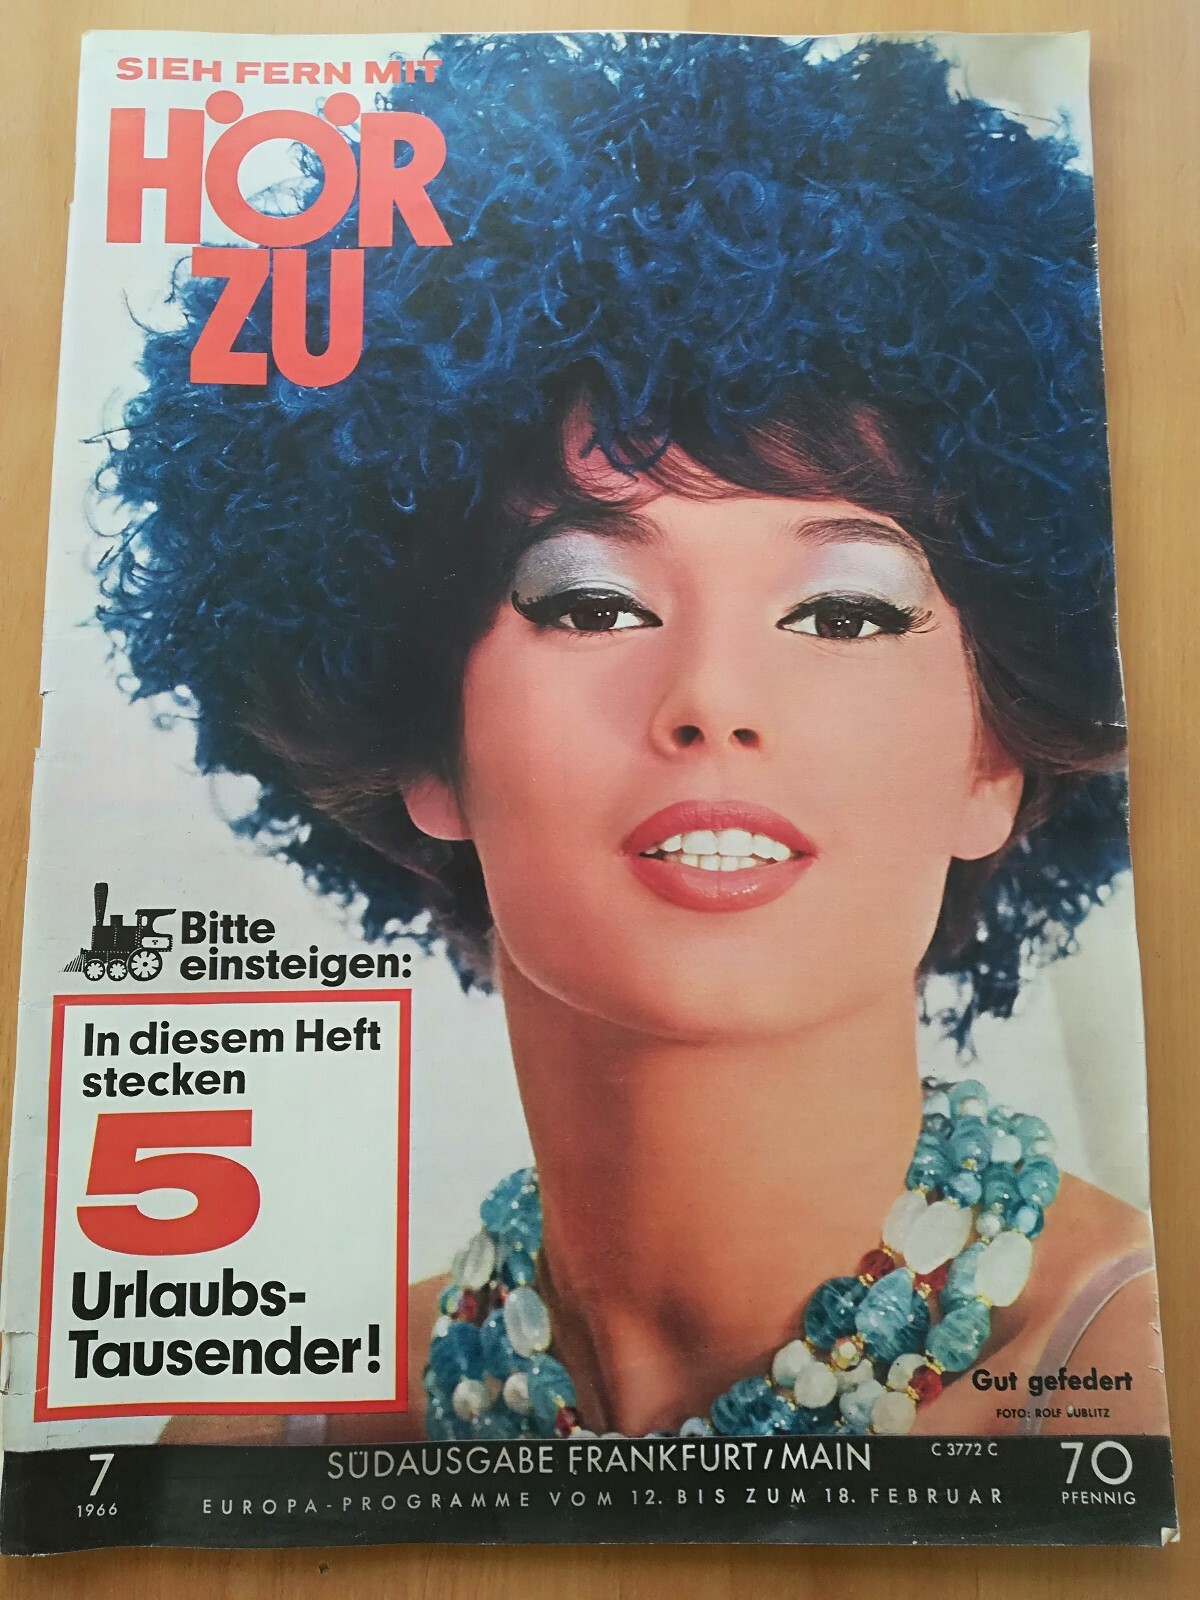 SIEH FERN MIT
HÖR
ZU
Bitte
einsteigen:
In diesem Heft
stecken
5
Urlaubs-
Tausender!
Gut gefedert
FOTO: ROLF
7
1966
SÜDAUSGABE FRANKFURT/MAIN
C 3772 C
70
EUROPA-PROGRAMME VOM 12. BIS ZUM 18. FEBRUAR
PFENNIG